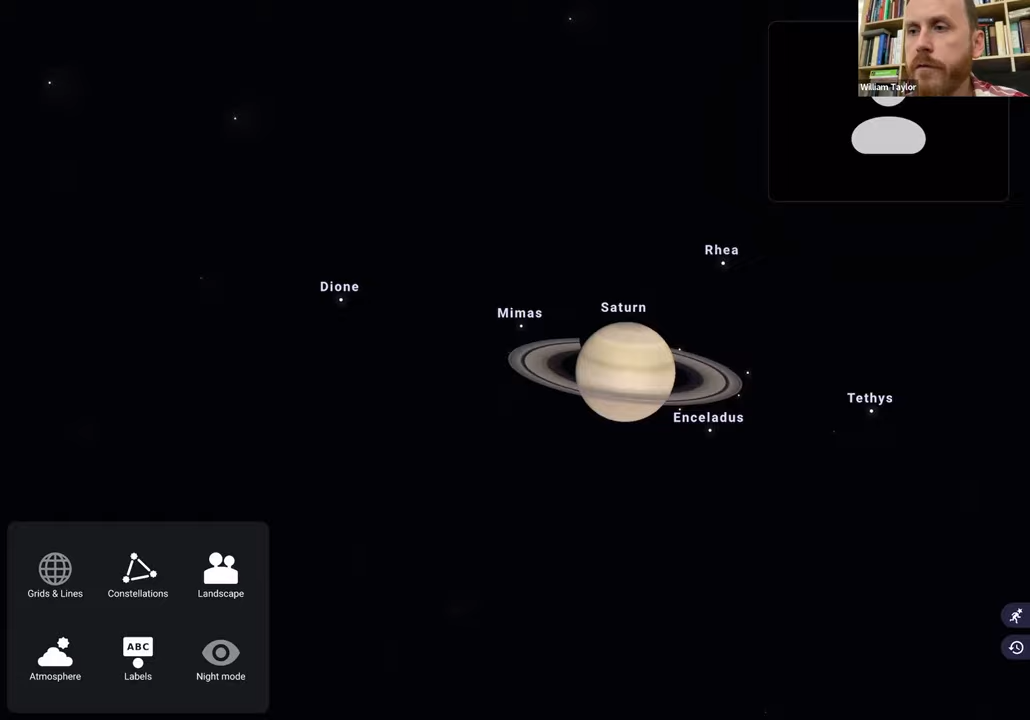 William Taylor
Rhea
Dione
Mimas
Saturn
Tethys
Enceladus
Grids & Lines
Constellations
Landscape
ABC
Atmosphere
Labels
Night mode